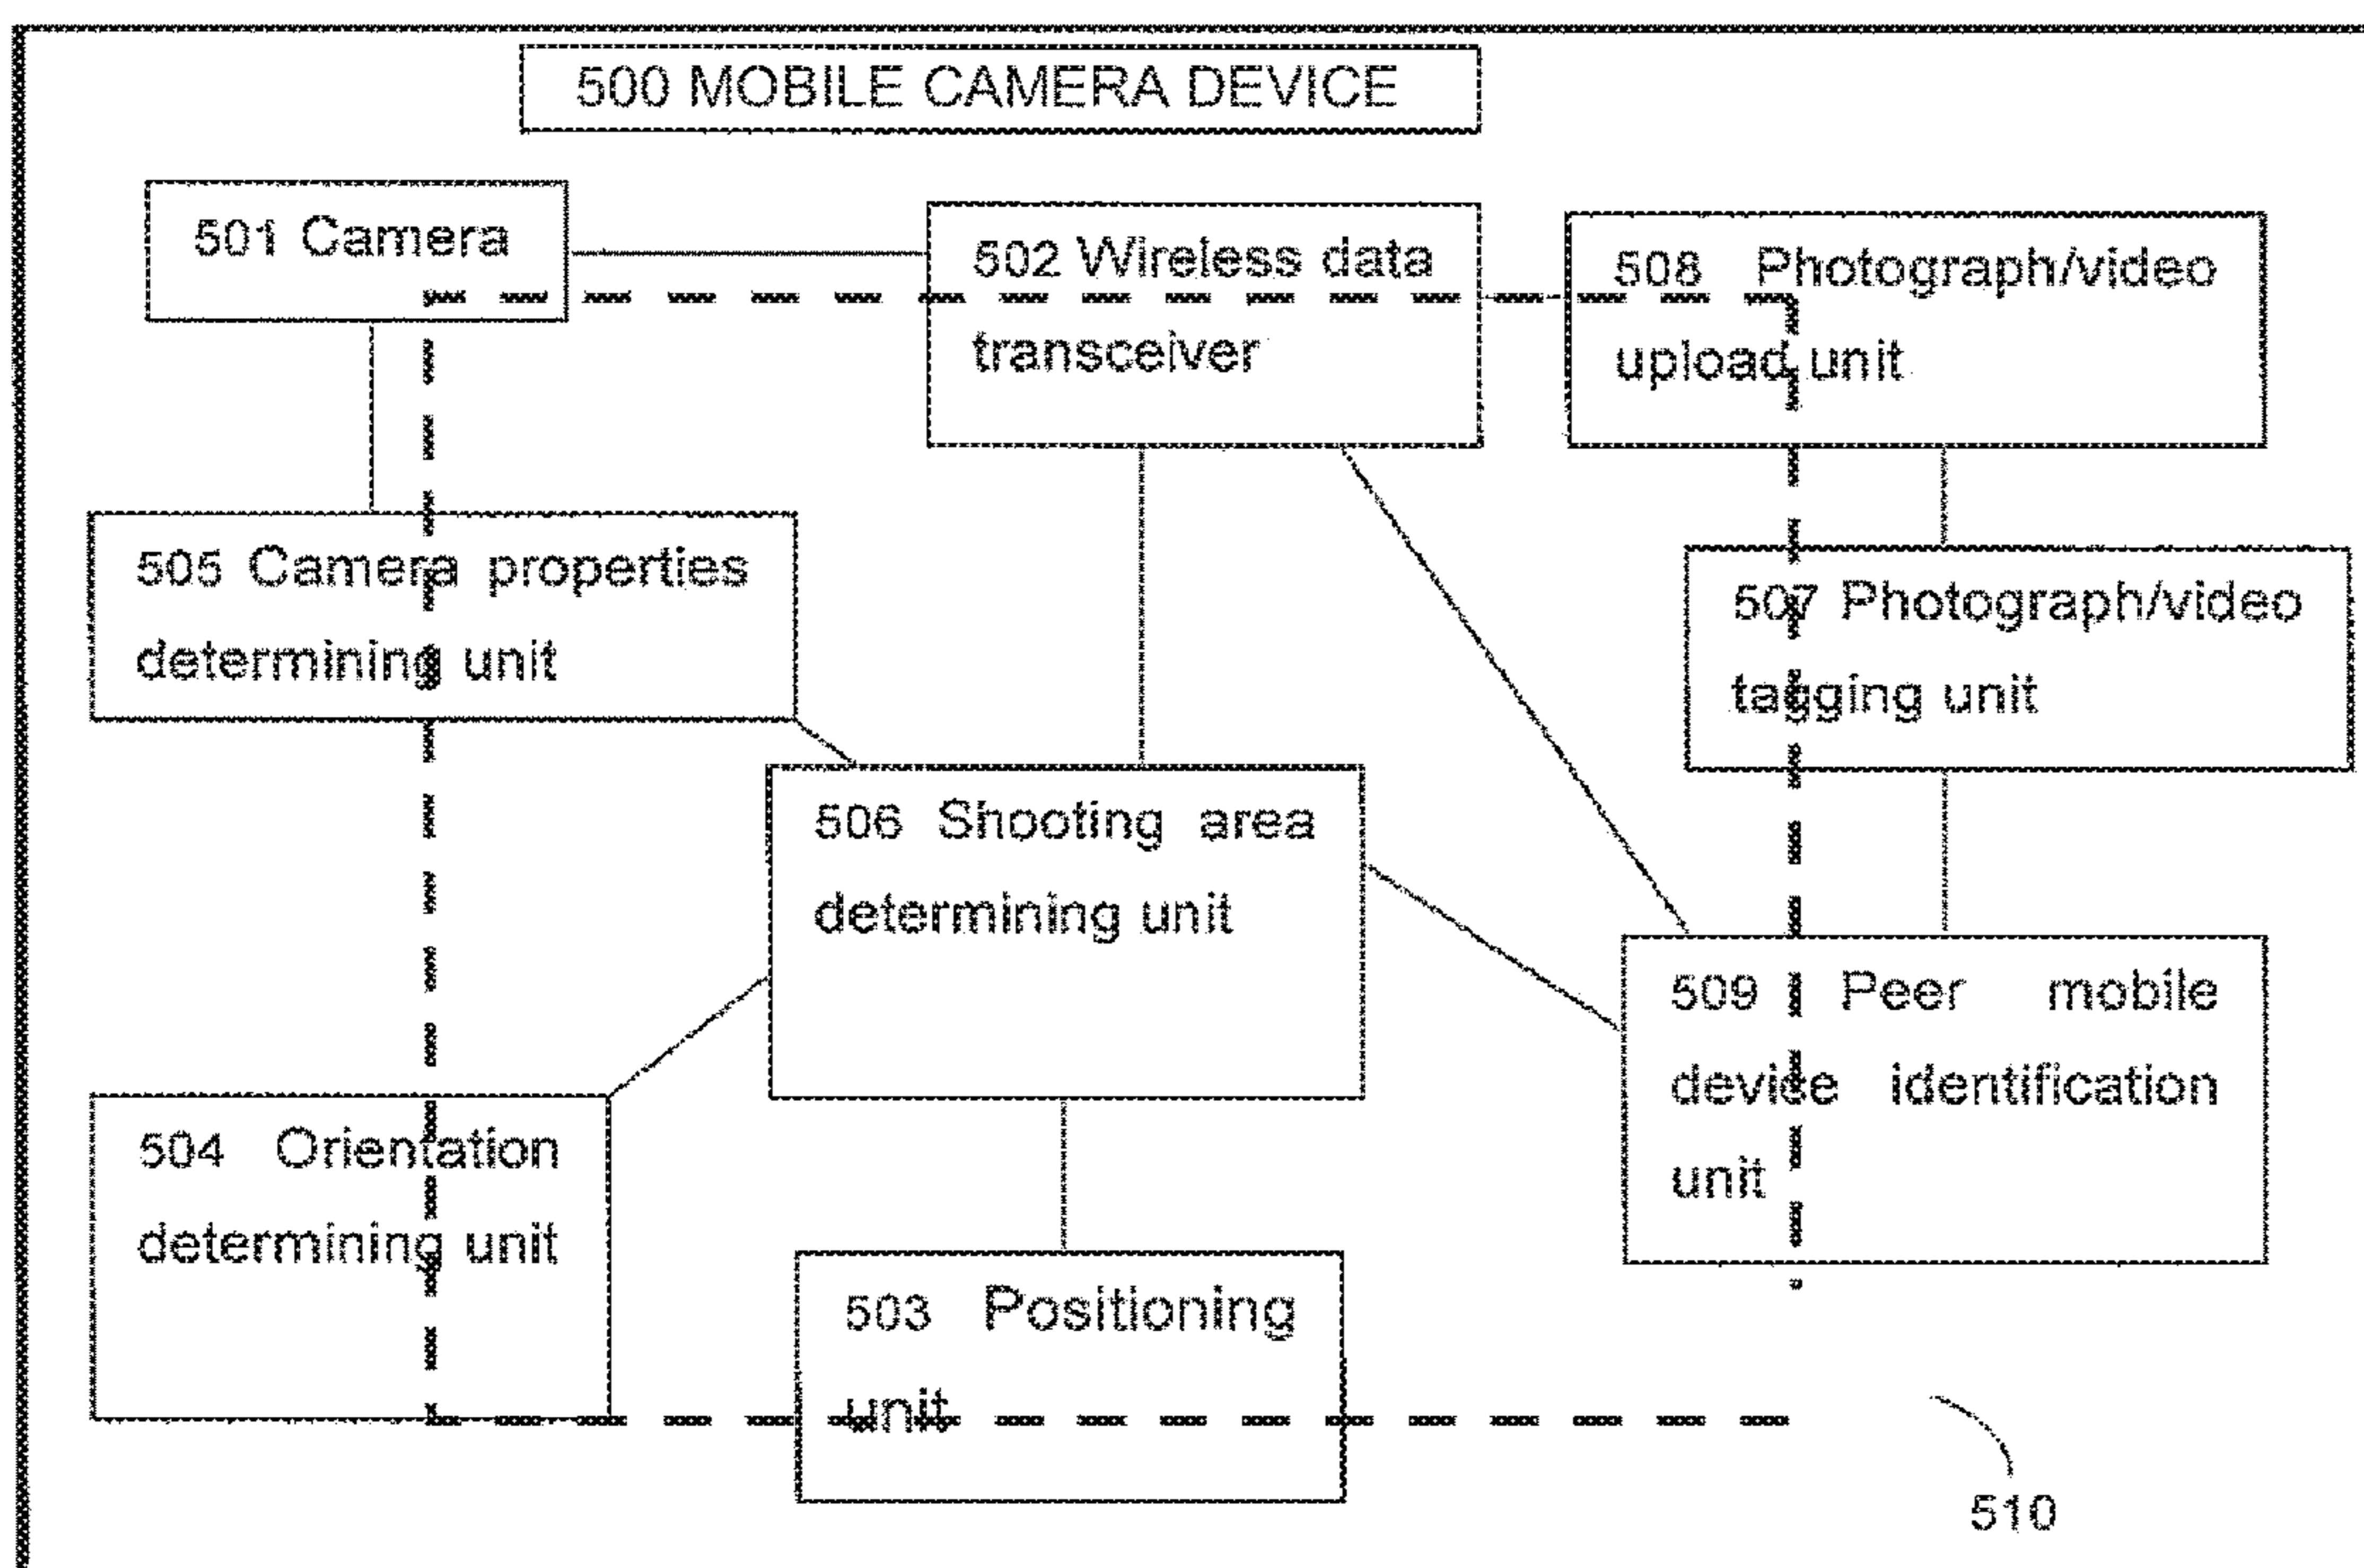 500 MOBILE CAMERA DEVICE
501 Camera
502 Wireless data
transceiver
508 Photograph/video
upload unit
505 Camera properties
determining unit
507 Photograph/video
tagging unit
506 Shooting area
determining unit
509 Peer mobile
device identification
unit
504 Orientation
determining unit
503 Positioning
unit
510